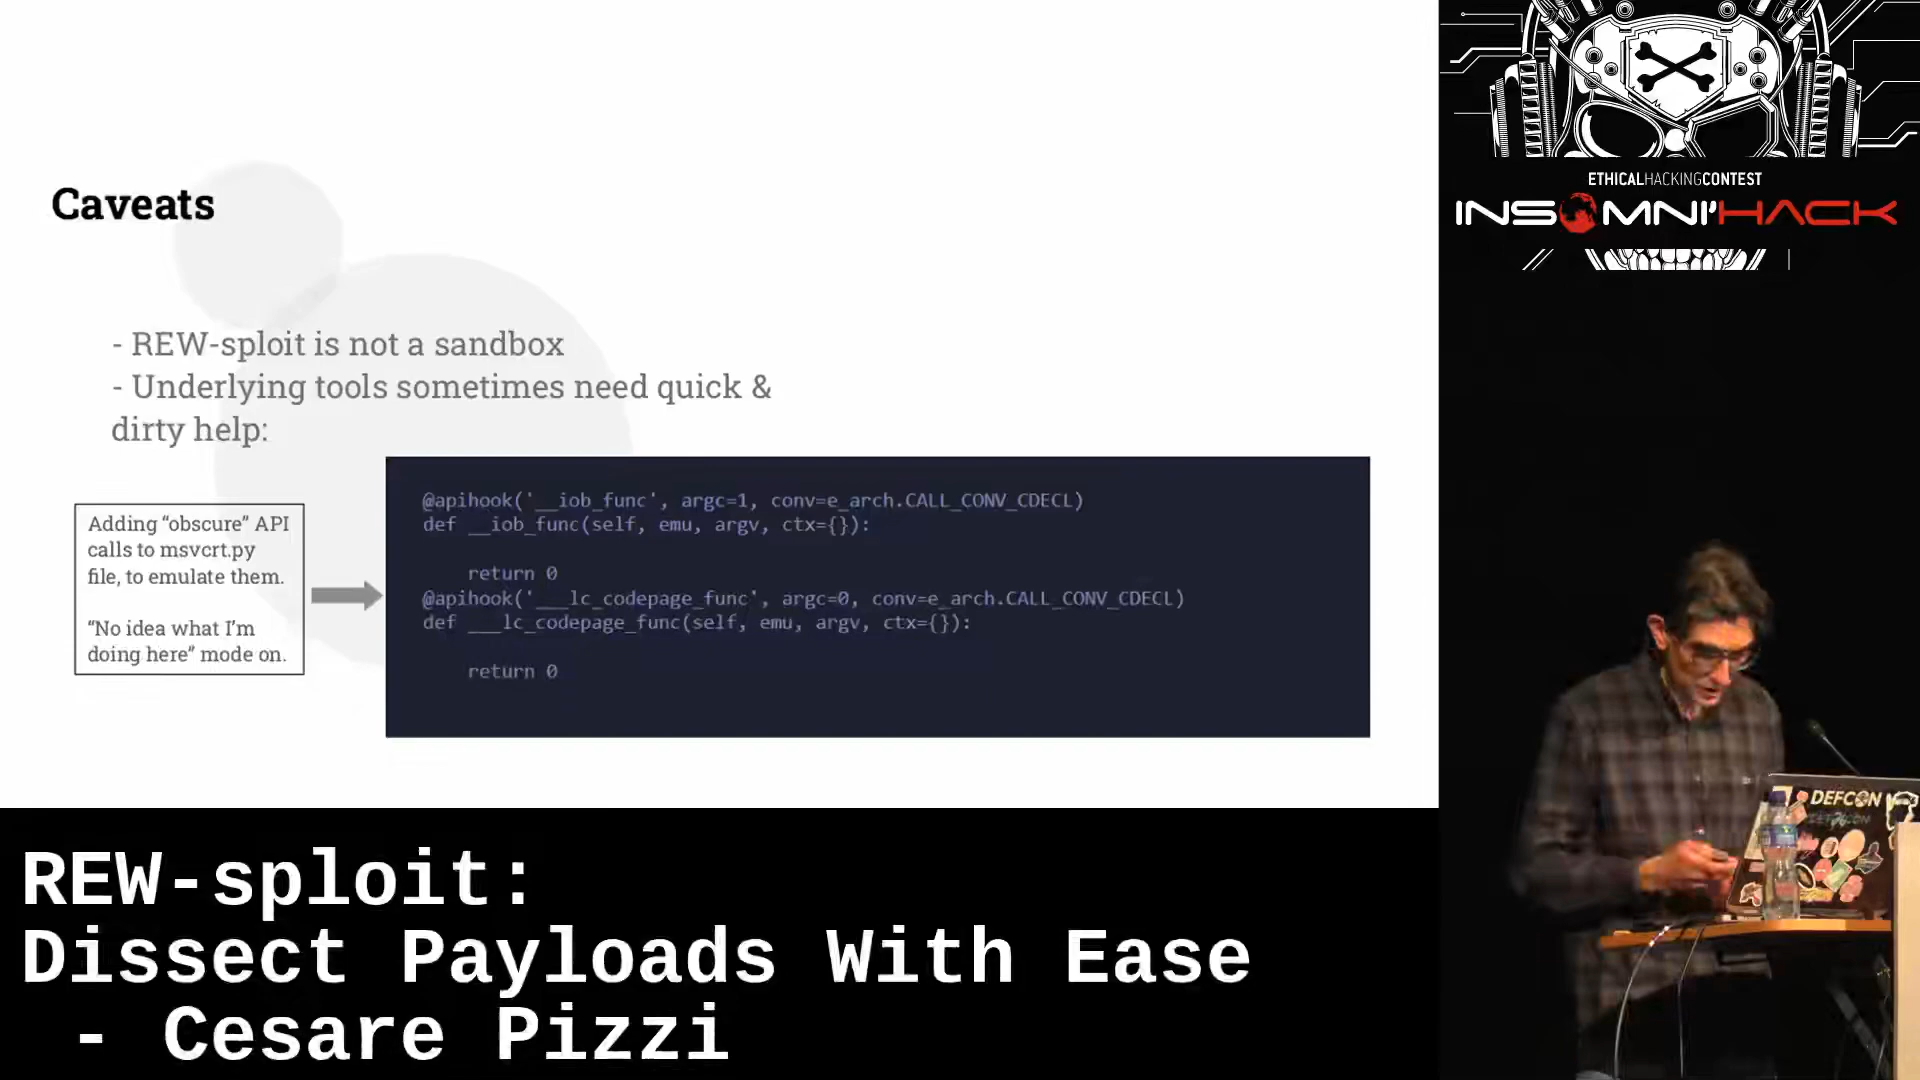 Caveats
- REW-sploit is not a sandbox
- Underlying tools sometimes need quick &
dirty help:
Adding “obscure” API
calls to msvcrt.py
file, to emulate them.
“No idea what I’m
doing here” mode on.
@apihook('__iob_func', argc=1, conv=e_arch.CALL_CONV_CDECL)
def __iob_func(self, emu, argv, ctx={}):
return 0
@apihook('___lc_codepage_func', argc=0, conv=e_arch.CALL_CONV_CDECL)
def ___lc_codepage_func(self, emu, argv, ctx={}):
return 0
ETHICALHACKINGCONTEST
INSOMNI'HACK
DEFCON
REW-sploit:
Dissect Payloads With Ease
- Cesare Pizzi